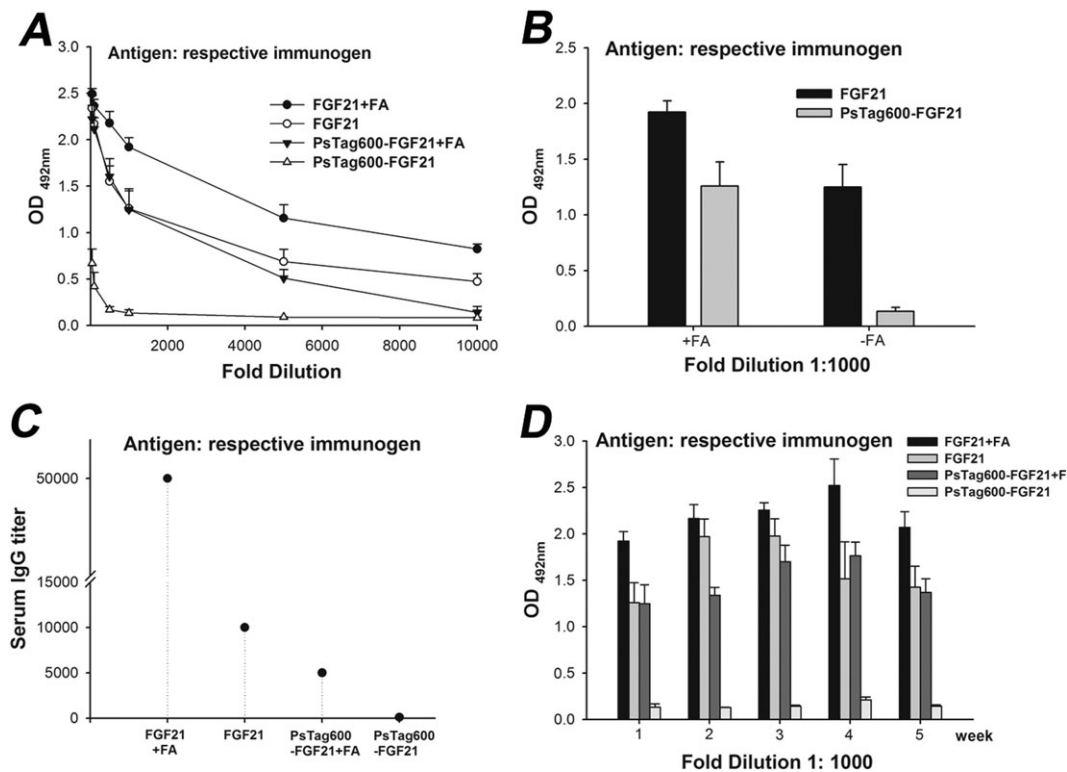 A
Antigen: respective immunogen
3.0
2.5
2.0
1.5
1.0
0.5
0.0
OD 492nm
FGF21+FA
FGF21
PsTag600-FGF21+FA
PsTag600-FGF21
2000 4000 6000 8000 10000
Fold Dilution
B
Antigen: respective immunogen
2.5
2.0
1.5
1.0
0.5
0.0
OD 492nm
FGF21
PsTag600-FGF21
+FA -FA
Fold Dilution 1:1000
C
Antigen: respective immunogen
50000
15000
10000
5000
0
Serum IgG titer
FGF21 FGF21 PsTag600 PsTag600
+FA -FGF21+FA -FGF21
D
Antigen: respective immunogen
3.0
2.5
2.0
1.5
1.0
0.5
0.0
OD 492nm
FGF21+FA
FGF21
PsTag600-FGF21+F
PsTag600-FGF21
1 2 3 4 5 week
Fold Dilution 1: 1000